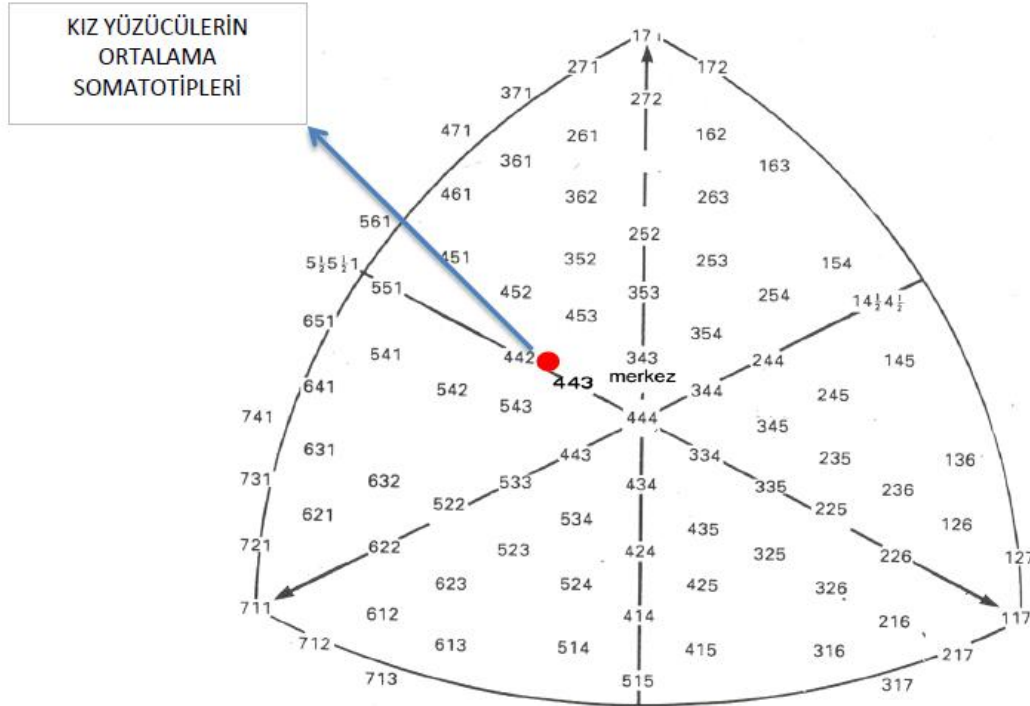 KIZ YÜZÜCÜLERİN
ORTALAMA
SOMATOTİPLERİ
171
271 172
371 272
471 261 162
361 163
461 362 263
561 252
451 352 253 154
5½5½1
551 452 353 254 14½4½
651 453 354
541 442 343 244 145
443 merkez
641 542 543 344 245
741 444 345
631 443 334 235 136
731 632 533 434 335 236
621 522 534 435 225 126
721 622 523 424 325 226 127
623 524 425 326
711 612 414 216 117
712 613 514 415 316 217
713 515 317